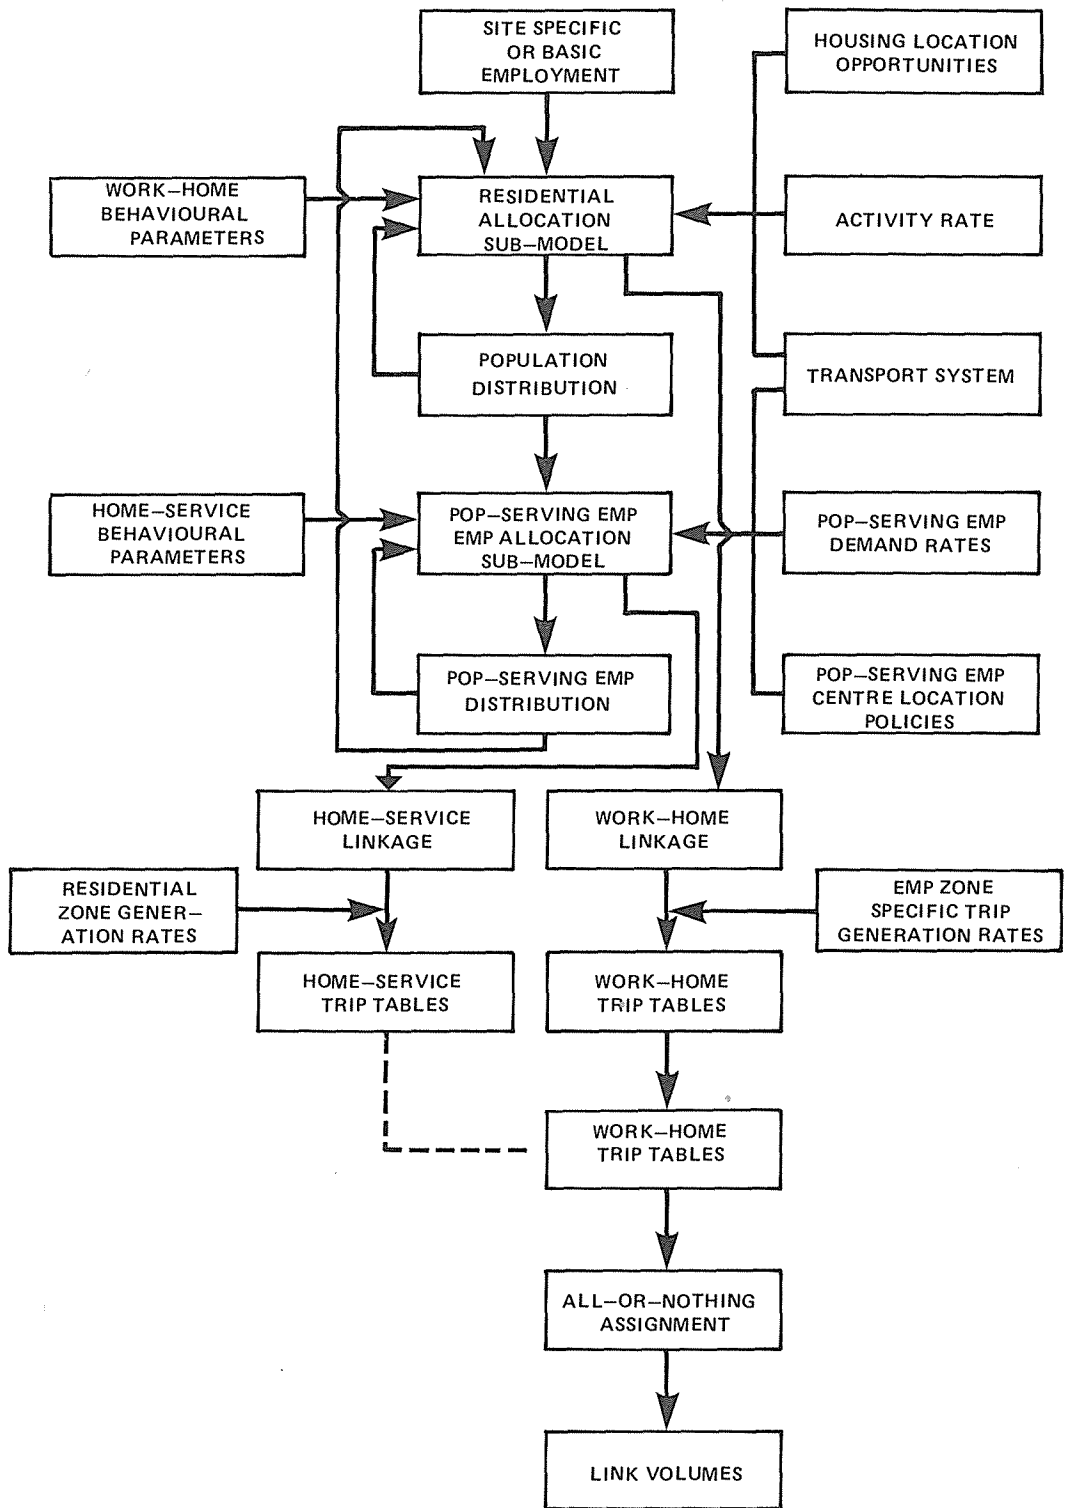 SITE SPECIFIC
OR BASIC
EMPLOYMENT
HOUSING LOCATION
OPPORTUNITIES
WORK–HOME
BEHAVIOURAL
PARAMETERS
RESIDENTIAL
ALLOCATION
SUB–MODEL
ACTIVITY RATE
POPULATION
DISTRIBUTION
TRANSPORT SYSTEM
HOME–SERVICE
BEHAVIOURAL
PARAMETERS
POP–SERVING EMP
EMP ALLOCATION
SUB–MODEL
POP–SERVING EMP
DEMAND RATES
POP–SERVING EMP
DISTRIBUTION
POP–SERVING EMP
CENTRE LOCATION
POLICIES
HOME–SERVICE
LINKAGE
WORK–HOME
LINKAGE
RESIDENTIAL
ZONE GENER–
ATION RATES
EMP ZONE
SPECIFIC TRIP
GENERATION RATES
HOME–SERVICE
TRIP TABLES
WORK–HOME
TRIP TABLES
WORK–HOME
TRIP TABLES
ALL–OR–NOTHING
ASSIGNMENT
LINK VOLUMES